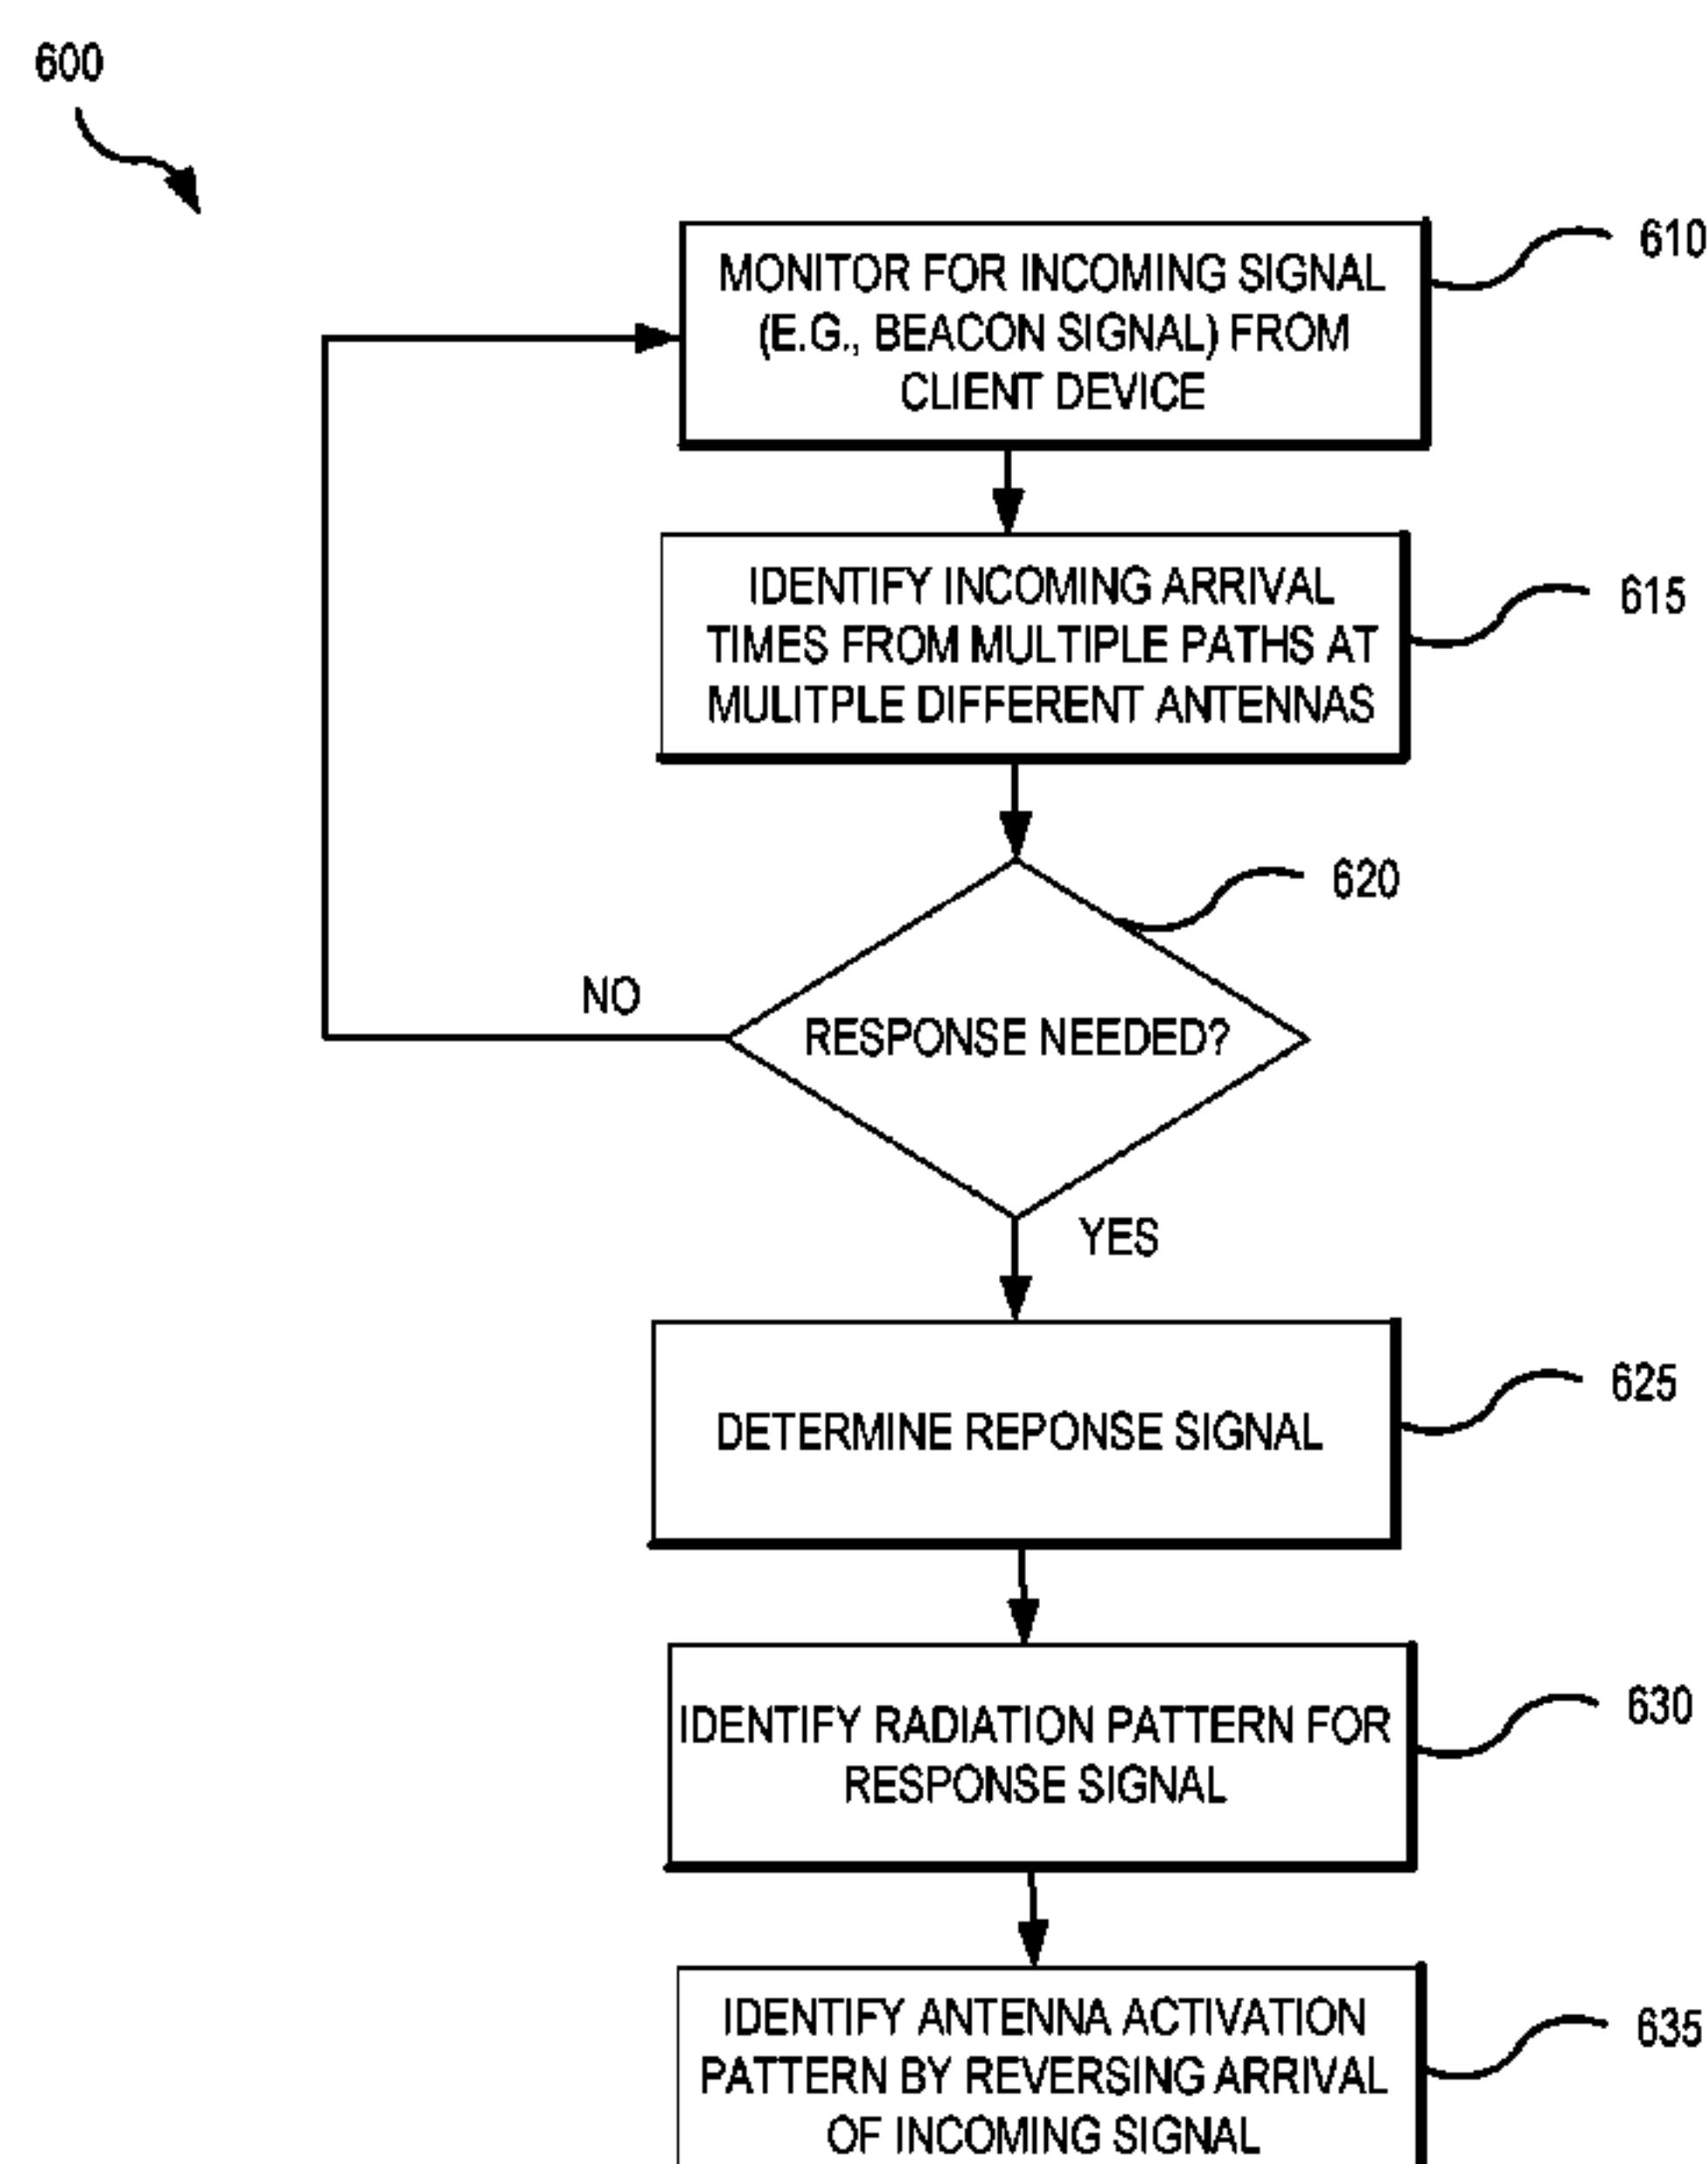 600
MONITOR FOR INCOMING SIGNAL
(E.G., BEACON SIGNAL) FROM
CLIENT DEVICE
610
IDENTIFY INCOMING ARRIVAL
TIMES FROM MULTIPLE PATHS AT
MULITPLE DIFFERENT ANTENNAS
615
620
NO
RESPONSE NEEDED?
YES
DETERMINE REPONSE SIGNAL
625
IDENTIFY RADIATION PATTERN FOR
RESPONSE SIGNAL
630
IDENTIFY ANTENNA ACTIVATION
PATTERN BY REVERSING ARRIVAL
OF INCOMING SIGNAL
635